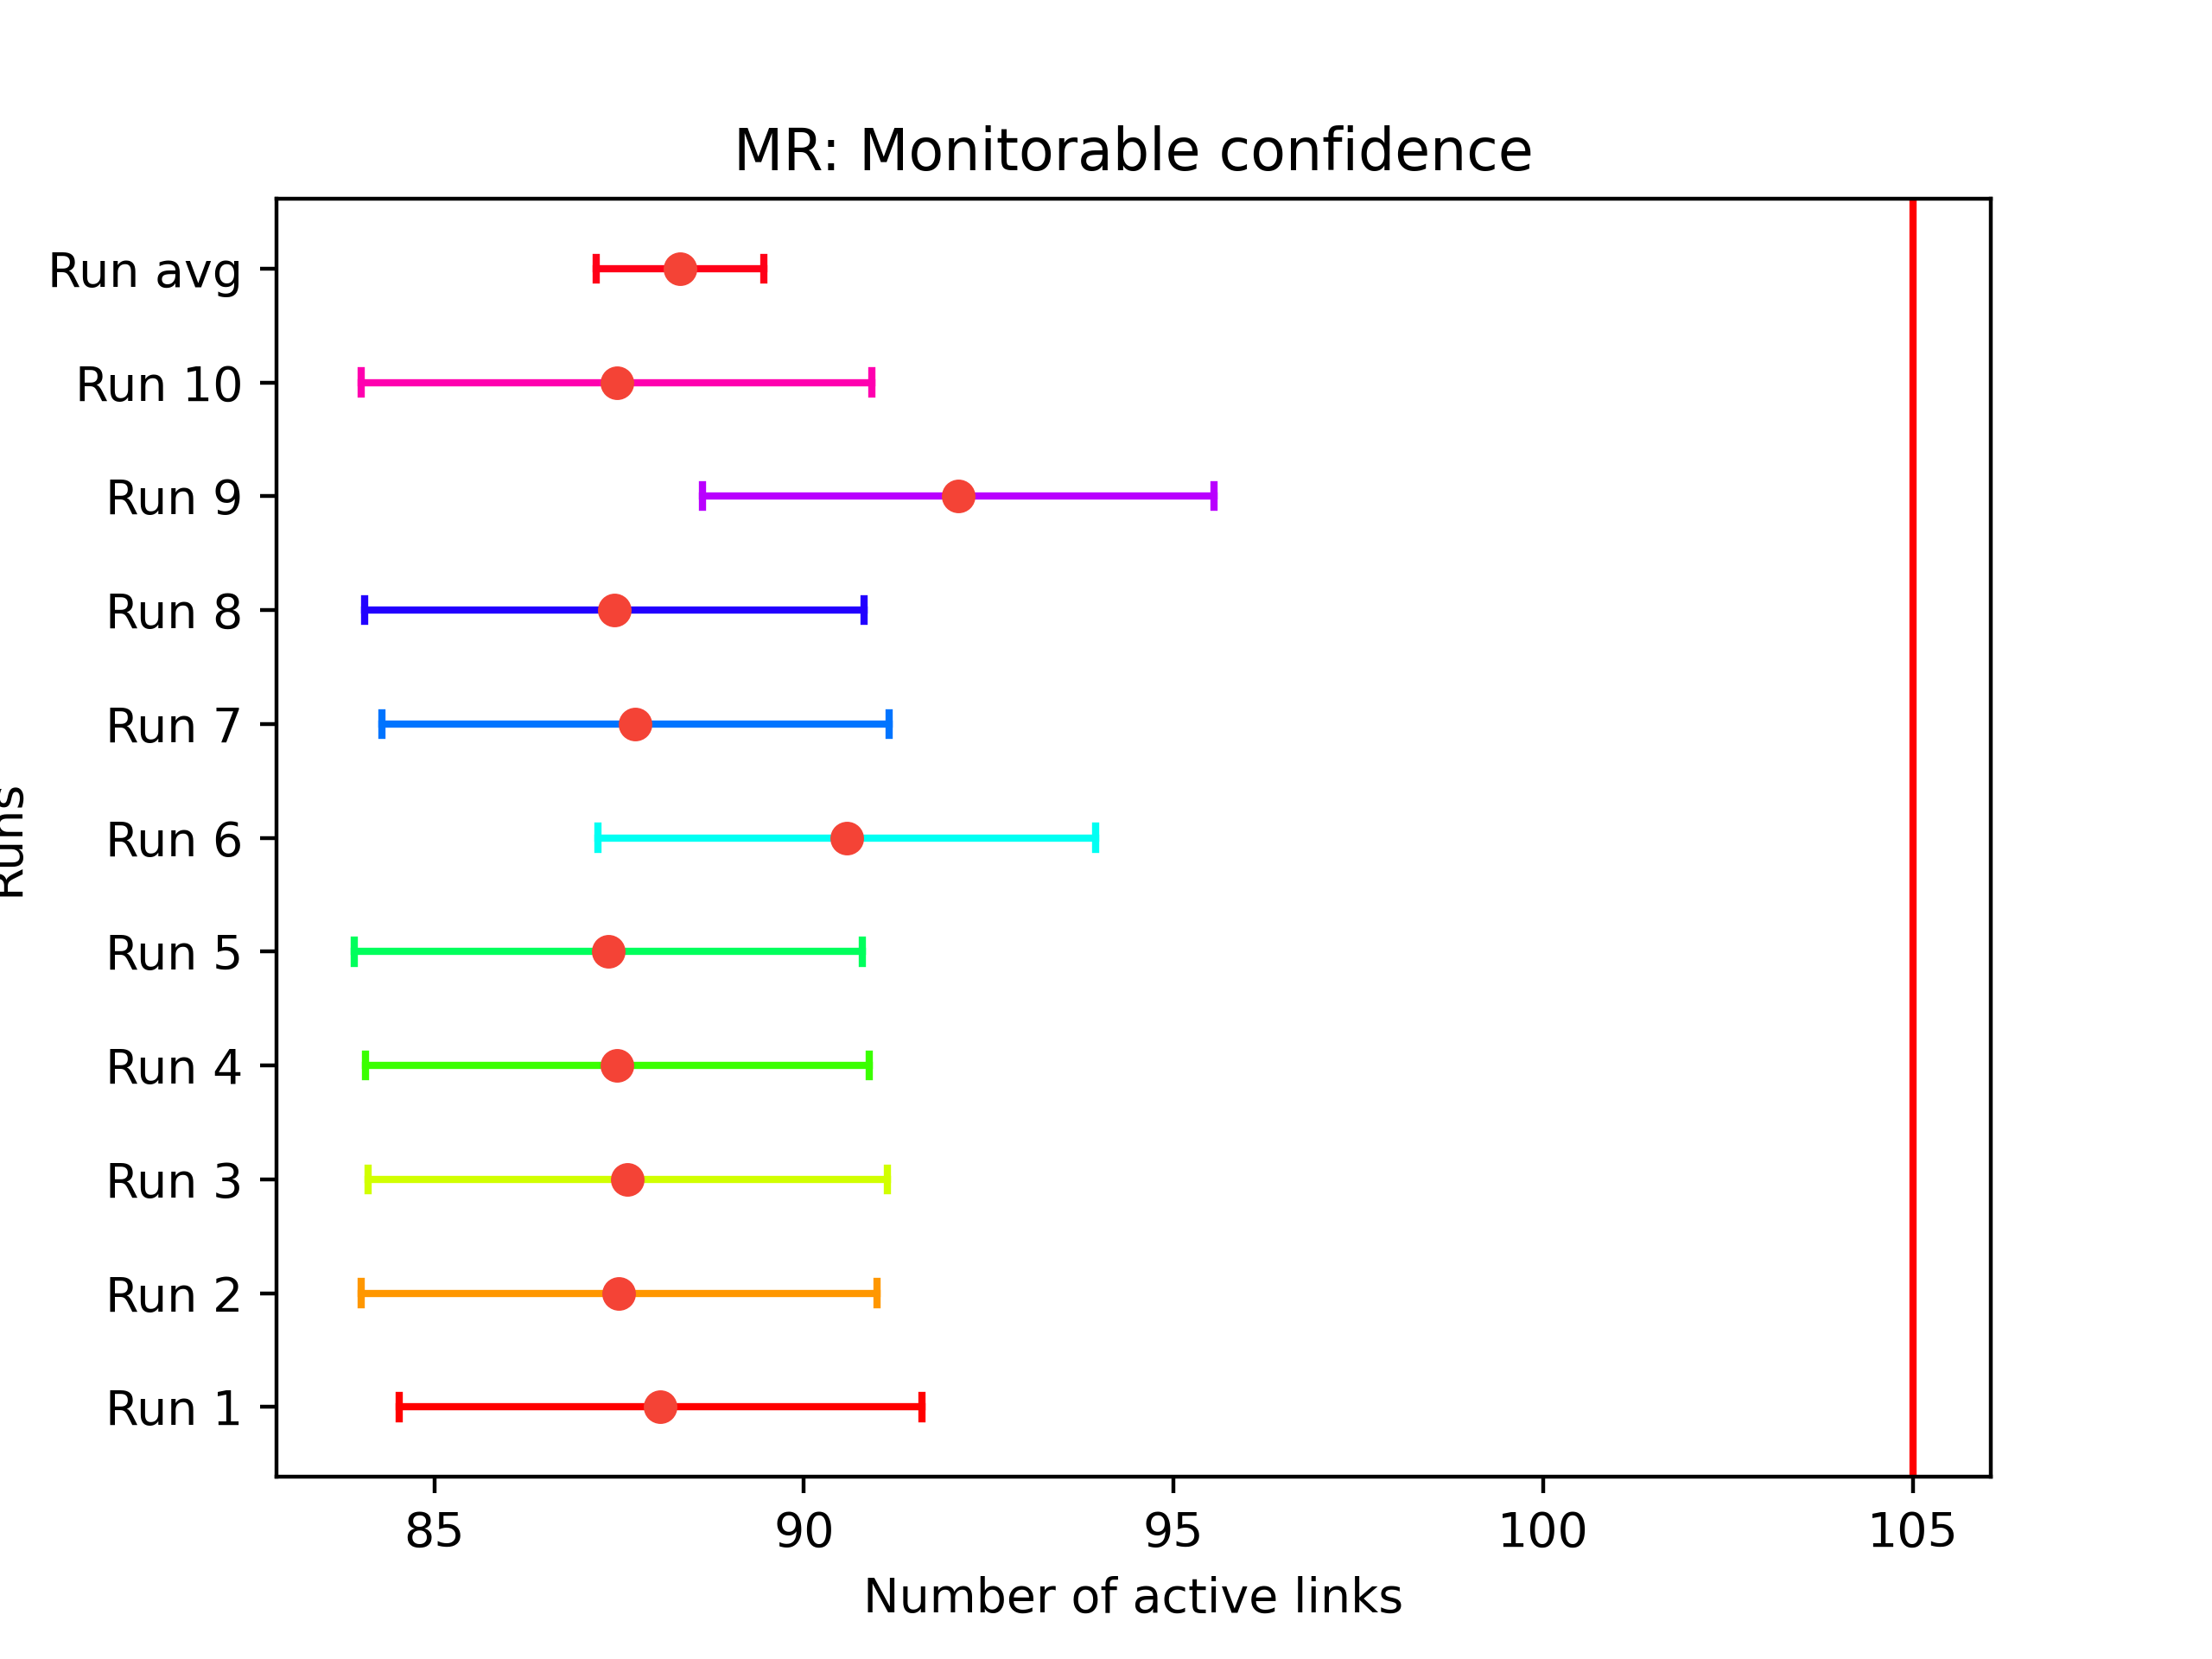 MR: Monitorable confidence
Run avg
Run 10
Run 9
Run 8
Run 7
Run 6
Run 5
Run 4
Run 3
Run 2
Run 1
Runs
85 90 95 100 105
Number of active links